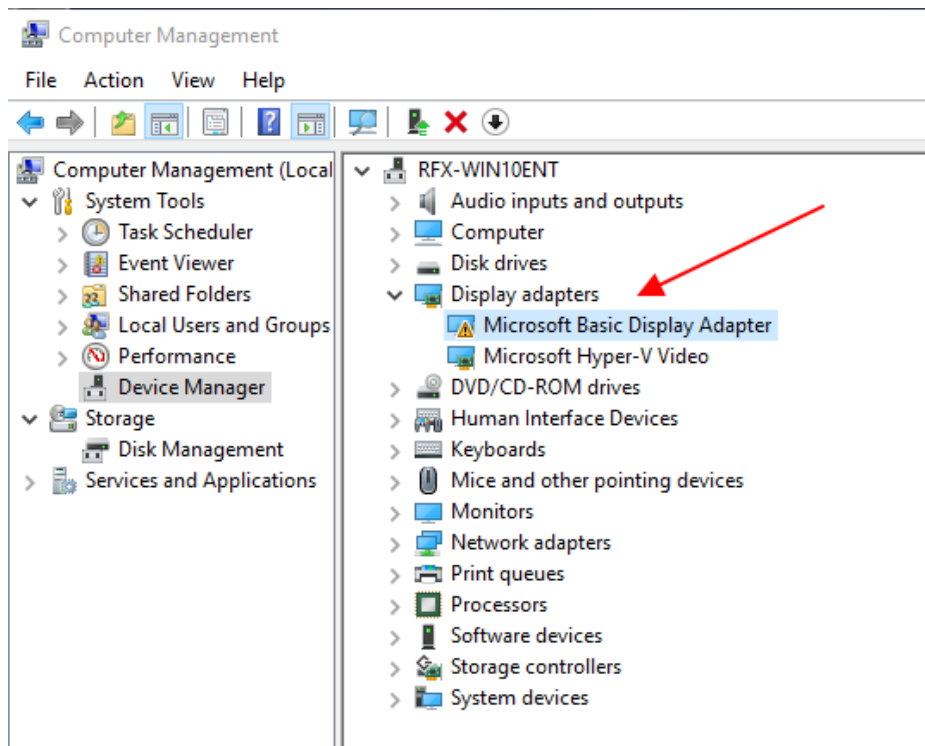 Computer Management
File Action View Help
Computer Management (Local
System Tools
Task Scheduler
Event Viewer
Shared Folders
Local Users and Groups
Performance
Device Manager
Storage
Disk Management
Services and Applications
RFX-WIN10ENT
Audio inputs and outputs
Computer
Disk drives
Display adapters
Microsoft Basic Display Adapter
Microsoft Hyper-V Video
DVD/CD-ROM drives
Human Interface Devices
Keyboards
Mice and other pointing devices
Monitors
Network adapters
Print queues
Processors
Software devices
Storage controllers
System devices